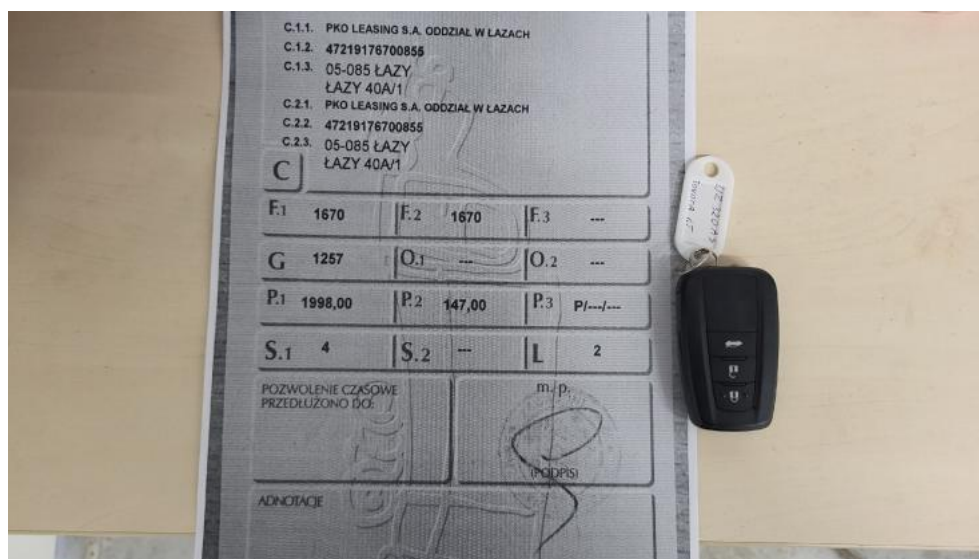 C.1.1. PKO LEASING S.A. ODDZIAŁ W ŁAZACH
C.1.2. 47219176700855
C.1.3. 05-085 ŁAZY
ŁAZY 40A/1
C.2.1. PKO LEASING S.A. ODDZIAŁ W ŁAZACH
C.2.2. 47219176700855
C.2.3. 05-085 ŁAZY
ŁAZY 40A/1
C
F.1 1670 F.2 1670 F.3 ---
G 1257 O.1 --- O.2 ---
P.1 1998,00 P.2 147,00 P.3 P/---/---
S.1 4 S.2 --- L 2
POZWOLENIE CZASOWE
PRZEDŁUŻONO DO:
m. p.
(PODPIS)
ADNOTACJE
TOYOTA GT